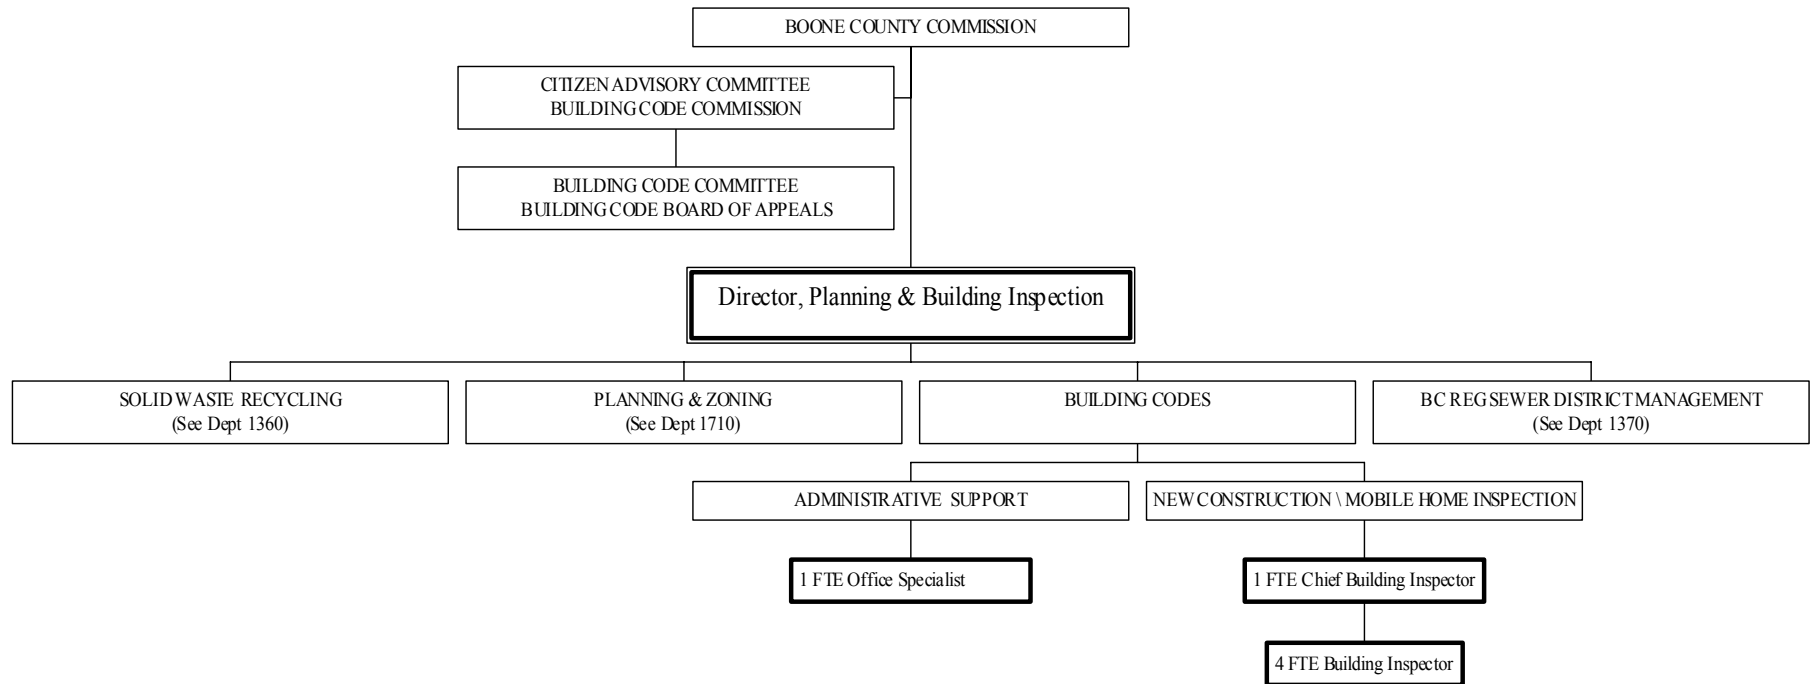 BOONE COUNTY COMMISSION
CITIZEN ADVISORY COMMITTEE
BUILDING CODE COMMISSION
BUILDING CODE COMMITTEE
BUILDING CODE BOARD OF APPEALS
Director, Planning & Building Inspection
SOLID WASTE RECYCLING
(See Dept 1360)
PLANNING & ZONING
(See Dept 1710)
BUILDING CODES
BC REG SEWER DISTRICT MANAGEMENT
(See Dept 1370)
ADMINISTRATIVE SUPPORT
NEW CONSTRUCTION \ MOBILE HOME INSPECTION
1 FTE Office Specialist
1 FTE Chief Building Inspector
4 FTE Building Inspector